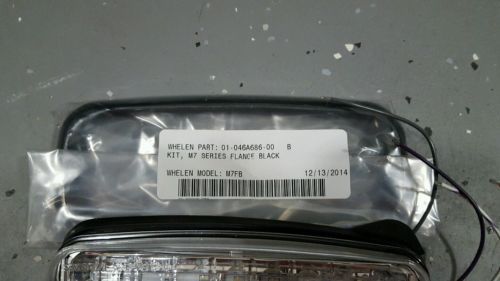 WHELEN PART: 01-046A686-00 B
KIT, M7 SERIES FLANGE BLACK
WHELEN MODEL: M7FB 12/13/2014